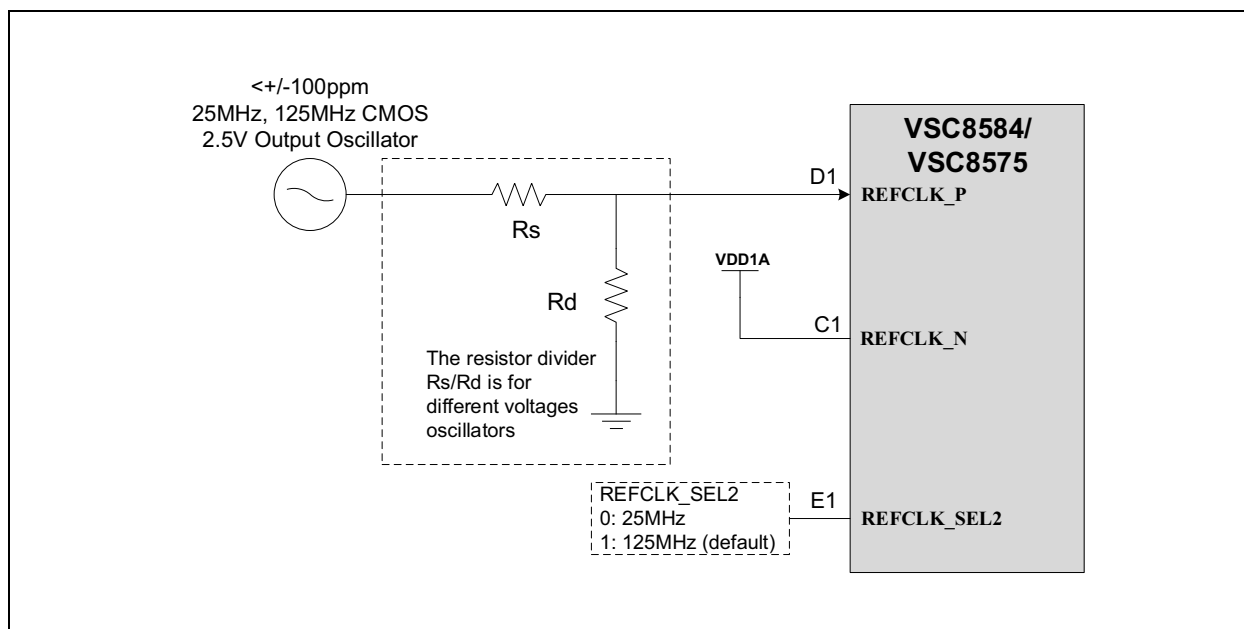 <+/-100ppm
25MHz, 125MHz CMOS
2.5V Output Oscillator
VSC8584/
VSC8575
D1
REFCLK_P
Rs
VDD1A
Rd
C1
REFCLK_N
The resistor divider
Rs/Rd is for
different voltages
oscillators
REFCLK_SEL2
0: 25MHz
1: 125MHz (default)
E1
REFCLK_SEL2